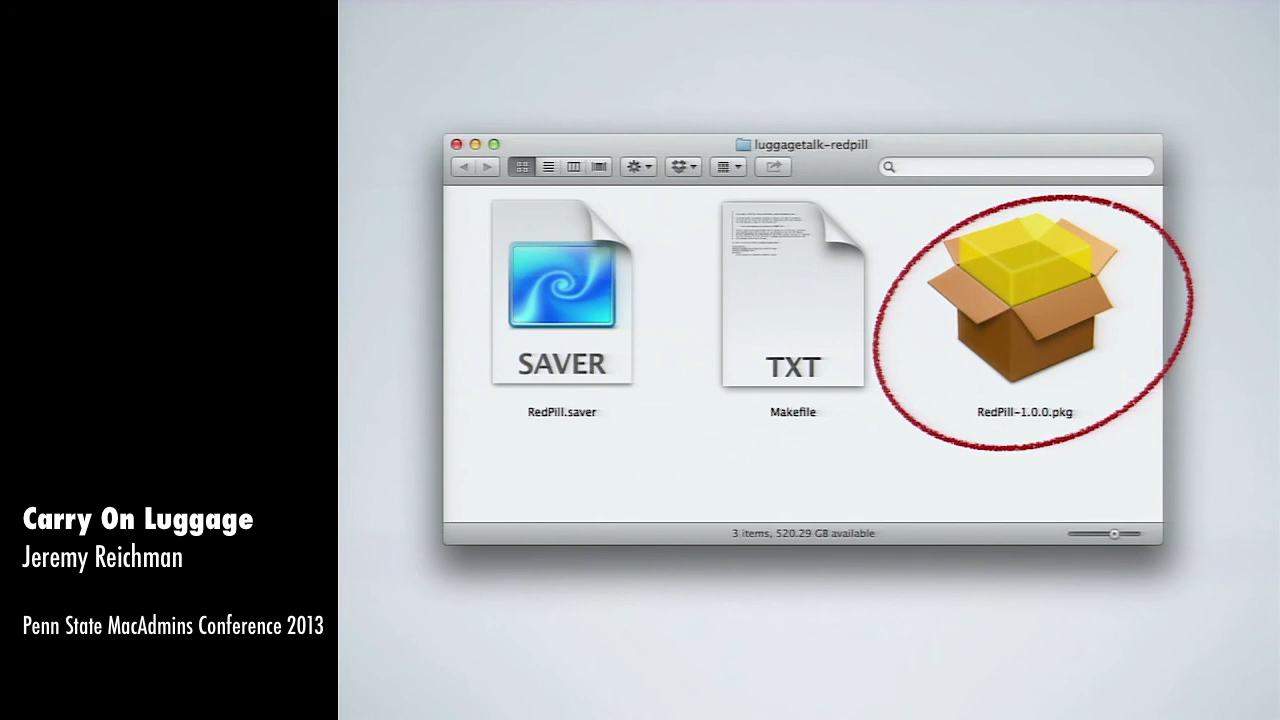 Carry On Luggage
Jeremy Reichman
Penn State MacAdmins Conference 2013
luggagetalk-redpill
SAVER
TXT
RedPill.saver
Makefile
RedPill-1.0.0.pkg
3 items, 520.29 GB available